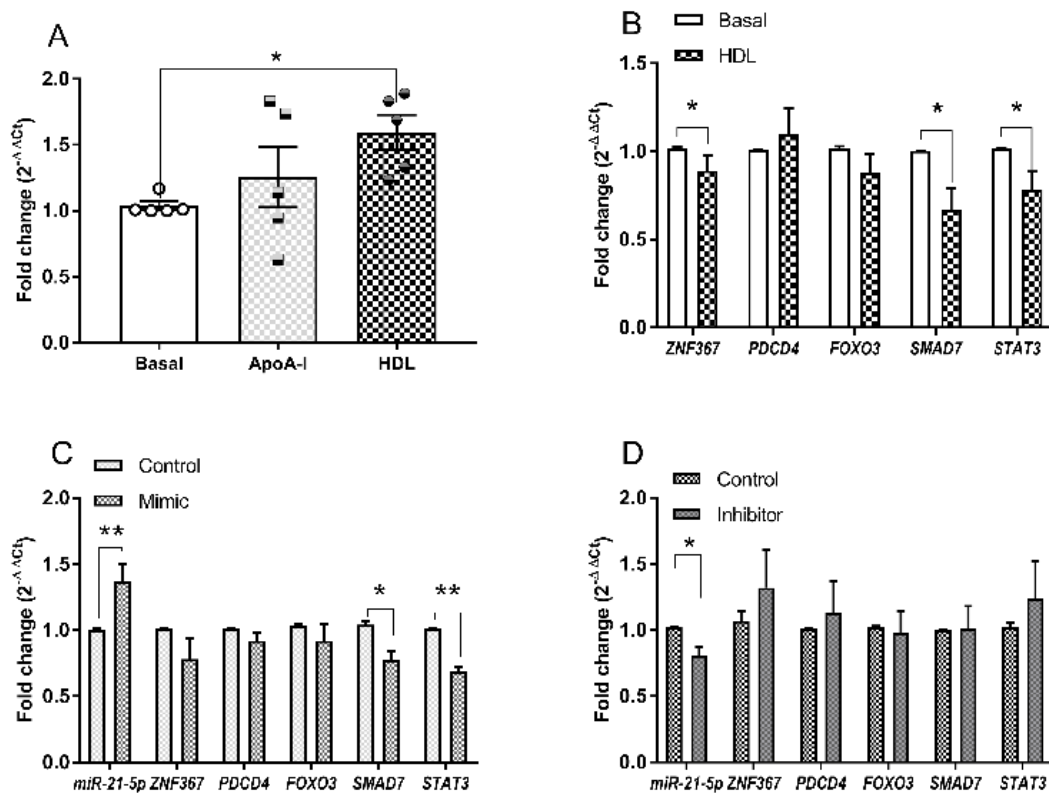 A
*
2.0
1.5
1.0
1.5
0.0
Fold change (2^-ΔΔCt)
Basal
ApoA-I
HDL
B
Basal
HDL
1.5
1.0
0.5
0.0
Fold change (2^-ΔΔCt)
*
*
*
ZNF367
PDCD4
FOXO3
SMAD7
STAT3
C
Control
Mimic
2.0
1.5
1.0
0.5
0.0
Fold change (2^-ΔΔCt)
**
*
**
miR-21-5p
ZNF367
PDCD4
FOXO3
SMAD7
STAT3
D
Control
Inhibitor
2.0
1.5
1.0
0.5
0.0
Fold change (2^-ΔΔCt)
*
miR-21-5p
ZNF367
PDCD4
FOXO3
SMAD7
STAT3